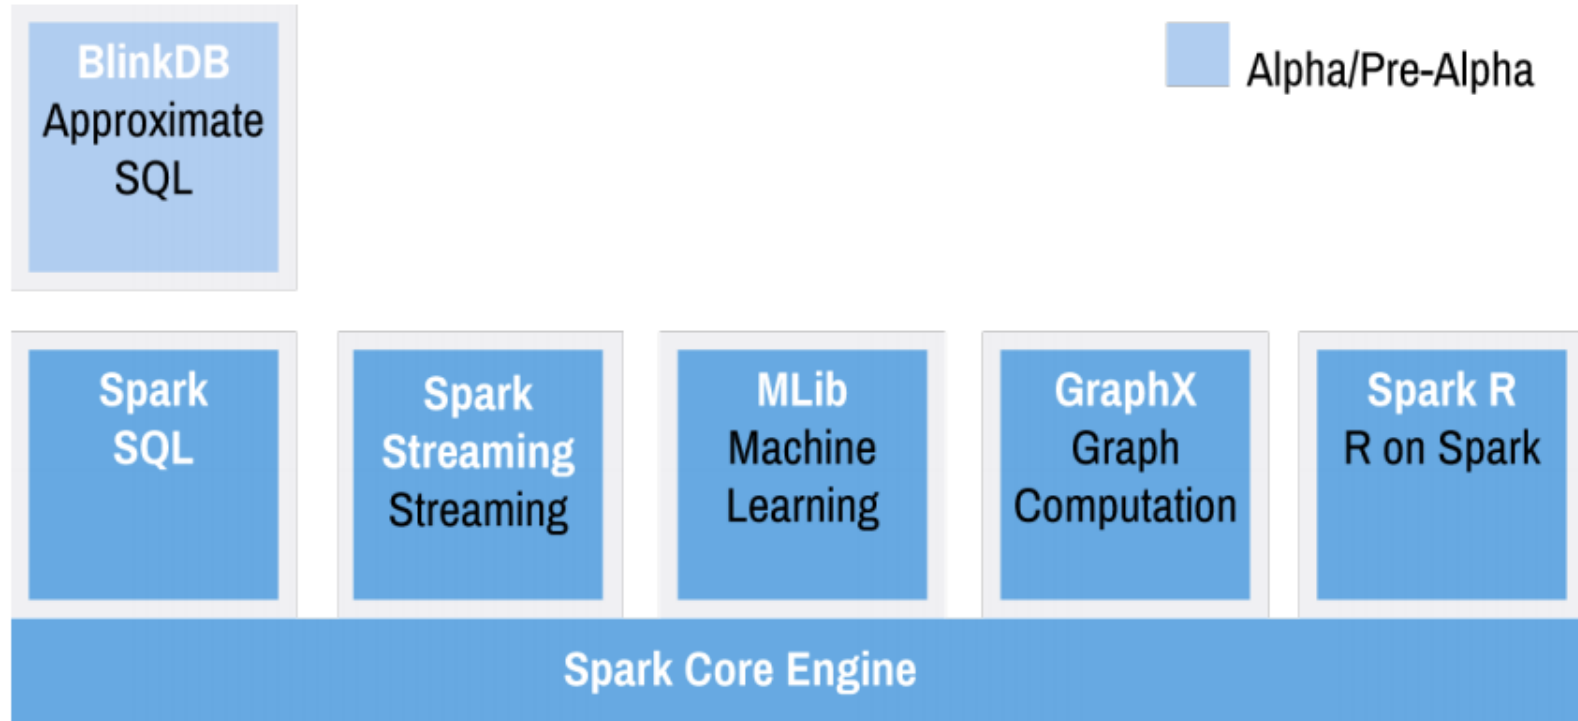 BlinkDB
Approximate
SQL
Alpha/Pre-Alpha
Spark
SQL
Spark
Streaming
Streaming
MLib
Machine
Learning
GraphX
Graph
Computation
Spark R
R on Spark
Spark Core Engine